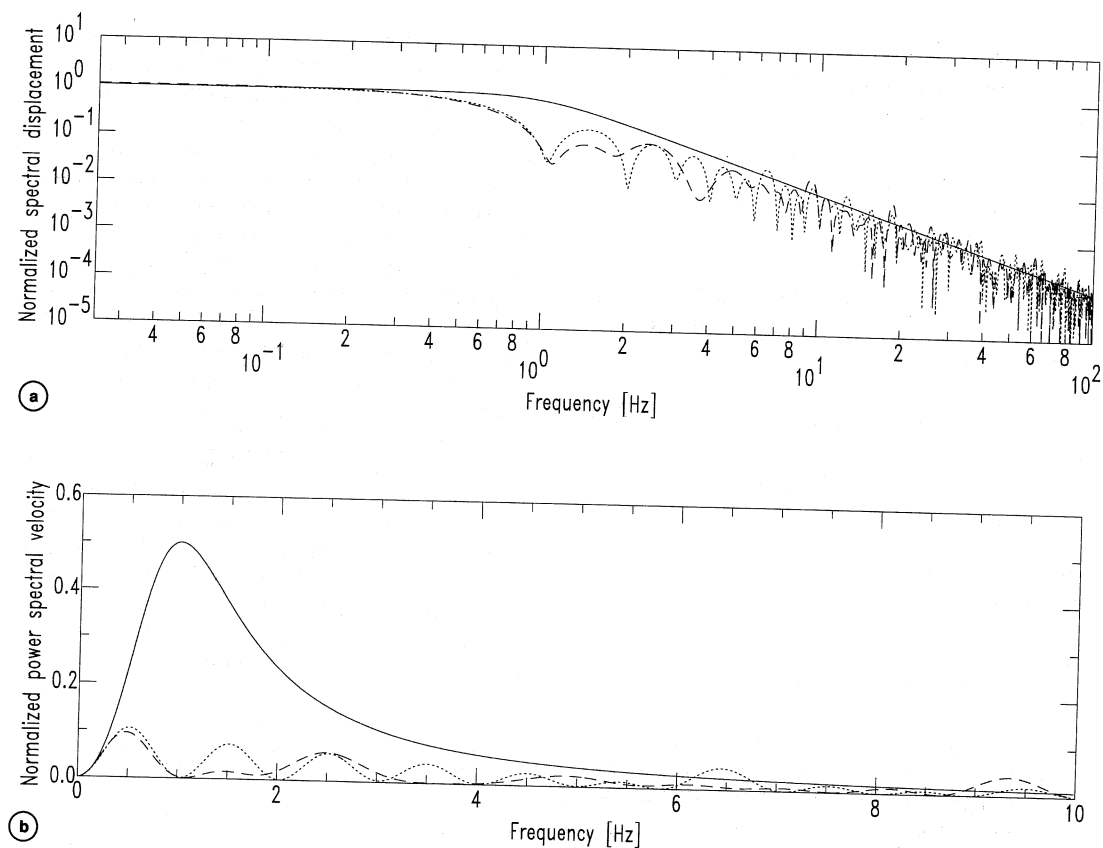 Normalized spectral displacement
10^1
10^0
10^-1
10^-2
10^-3
10^-4
10^-5
4 6 8 2 4 6 8 2 4 6 8 2 4 6 8
10^-1 10^0 10^1 10^2
Frequency [Hz]
a
Normalized power spectral velocity
0.6
0.4
0.2
0.0
0 2 4 6 8 10
Frequency [Hz]
b